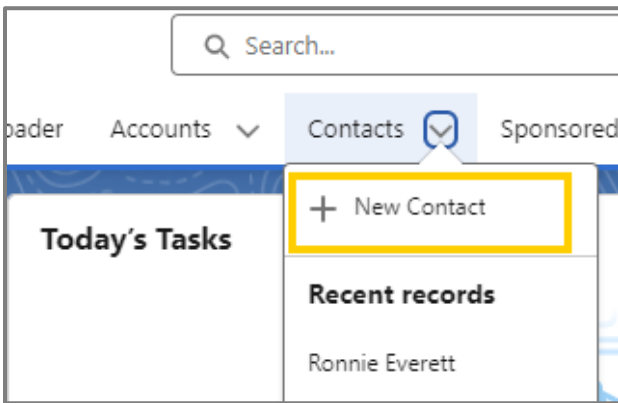 Search...
Accounts Contacts Sponsored
New Contact
Today's Tasks
Recent records
Ronnie Everett